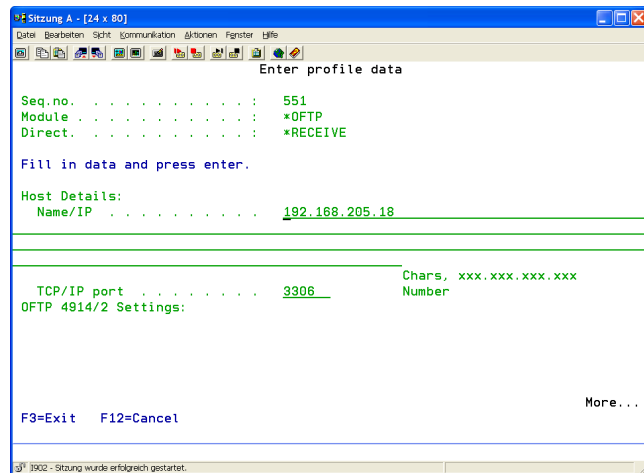 Sitzung A - [24 x 80]
Datei Bearbeiten Sicht Kommunikation Aktionen Fenster Hilfe
Enter profile data
Seq.no. . . . . . . . . . . : 551
Module . . . . . . . . . . . : *OFTP
Direct. . . . . . . . . . . : *RECEIVE
Fill in data and press enter.
Host Details:
Name/IP . . . . . . . . . . 192.168.205.18
Chars, xxx.xxx.xxx.xxx
TCP/IP port . . . . . . . . 3306 Number
OFTP 4914/2 Settings:
More...
F3=Exit F12=Cancel
I902 - Sitzung wurde erfolgreich gestartet.